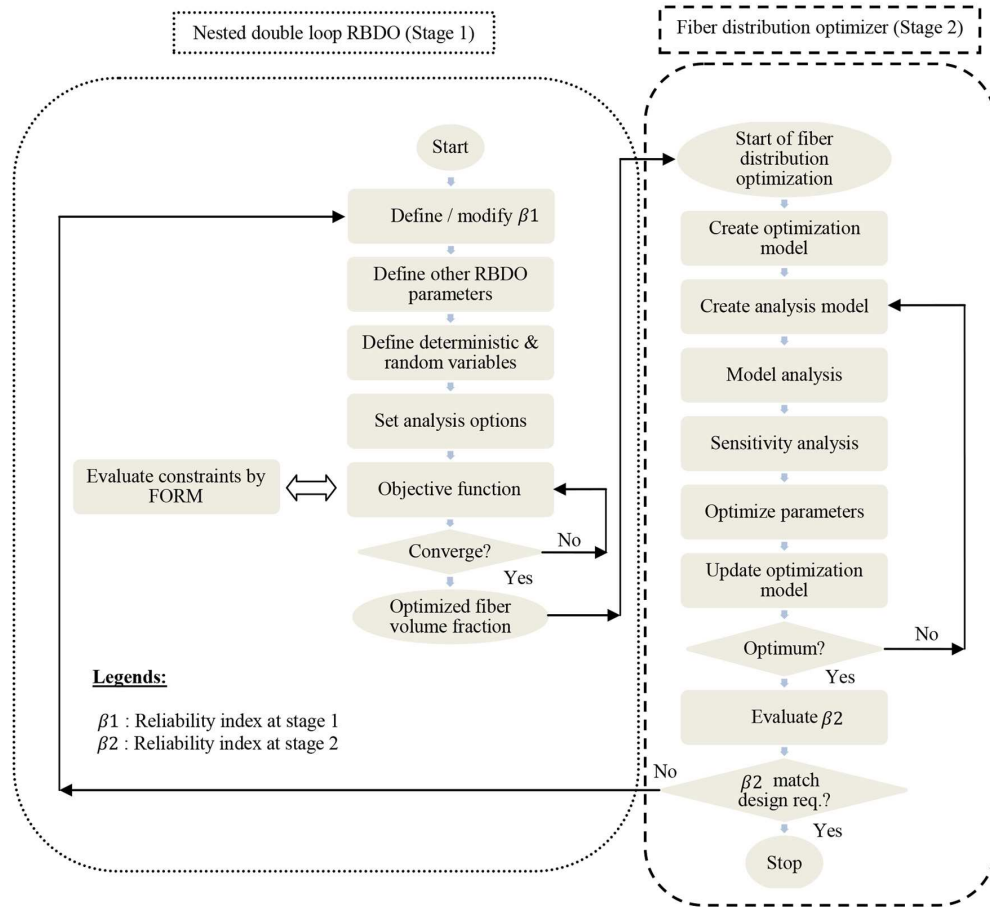 Nested double loop RBDO (Stage 1)
Start
Define / modify β1
Define other RBDO
parameters
Define deterministic &
random variables
Set analysis options
Evaluate constraints by
FORM
Objective function
No
Converge?
Yes
Optimized fiber
volume fraction
Legends:
β1 : Reliability index at stage 1
β2 : Reliability index at stage 2
Fiber distribution optimizer (Stage 2)
Start of fiber
distribution
optimization
Create optimization
model
Create analysis model
Model analysis
Sensitivity analysis
Optimize parameters
Update optimization
model
No
Optimum?
Yes
Evaluate β2
No
β2 match
design req.?
Yes
Stop